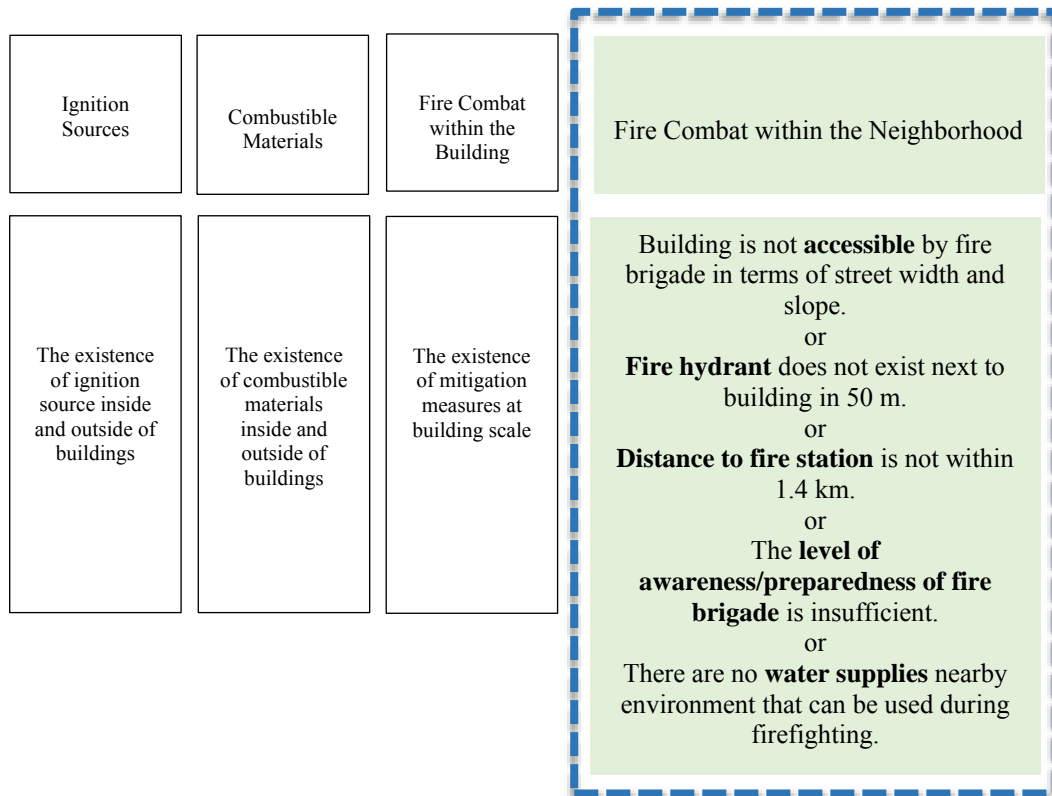 Ignition
Sources
Combustible
Materials
Fire Combat
within the
Building
Fire Combat within the Neighborhood
The existence
of ignition
source inside
and outside of
buildings
The existence
of combustible
materials
inside and
outside of
buildings
The existence
of mitigation
measures at
building scale
Building is not accessible by fire
brigade in terms of street width and
slope.
or
Fire hydrant does not exist next to
building in 50 m.
or
Distance to fire station is not within
1.4 km.
or
The level of
awareness/preparedness of fire
brigade is insufficient.
or
There are no water supplies nearby
environment that can be used during
firefighting.